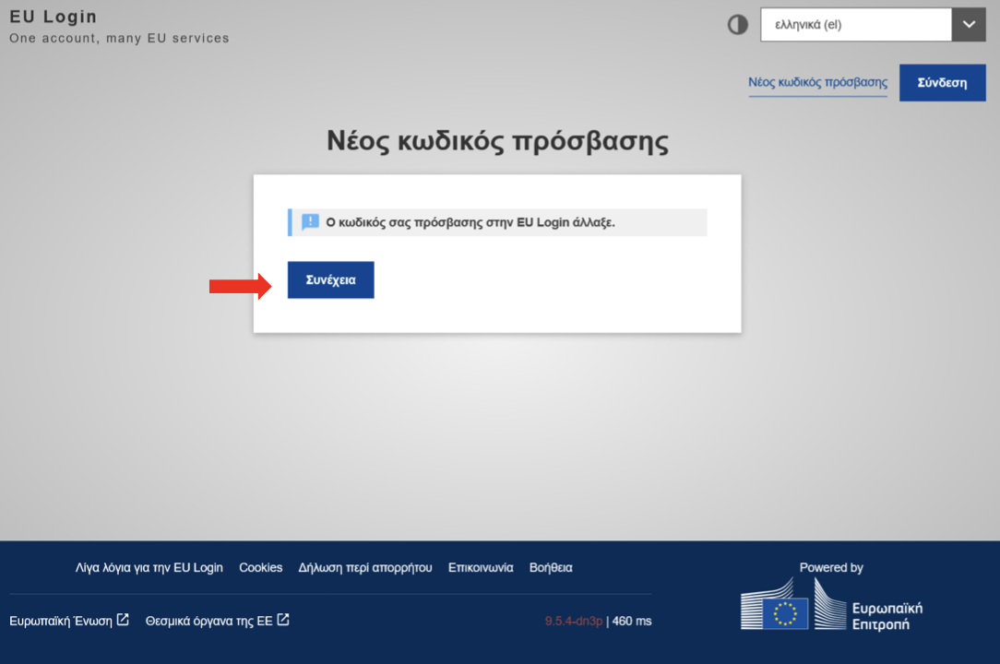 EU Login
One account, many EU services
ελληνικά (el)
Νέος κωδικός πρόσβασης
Σύνδεση
Νέος κωδικός πρόσβασης
Ο κωδικός σας πρόσβασης στην EU Login άλλαξε.
Συνέχεια
Λίγα λόγια για την EU Login Cookies Δήλωση περί απορρήτου Επικοινωνία Βοήθεια
Ευρωπαϊκή Ένωση Θεσμικά όργανα της ΕΕ
9.5.4-dn3p | 460 ms
Powered by
Ευρωπαϊκή
Επιτροπή